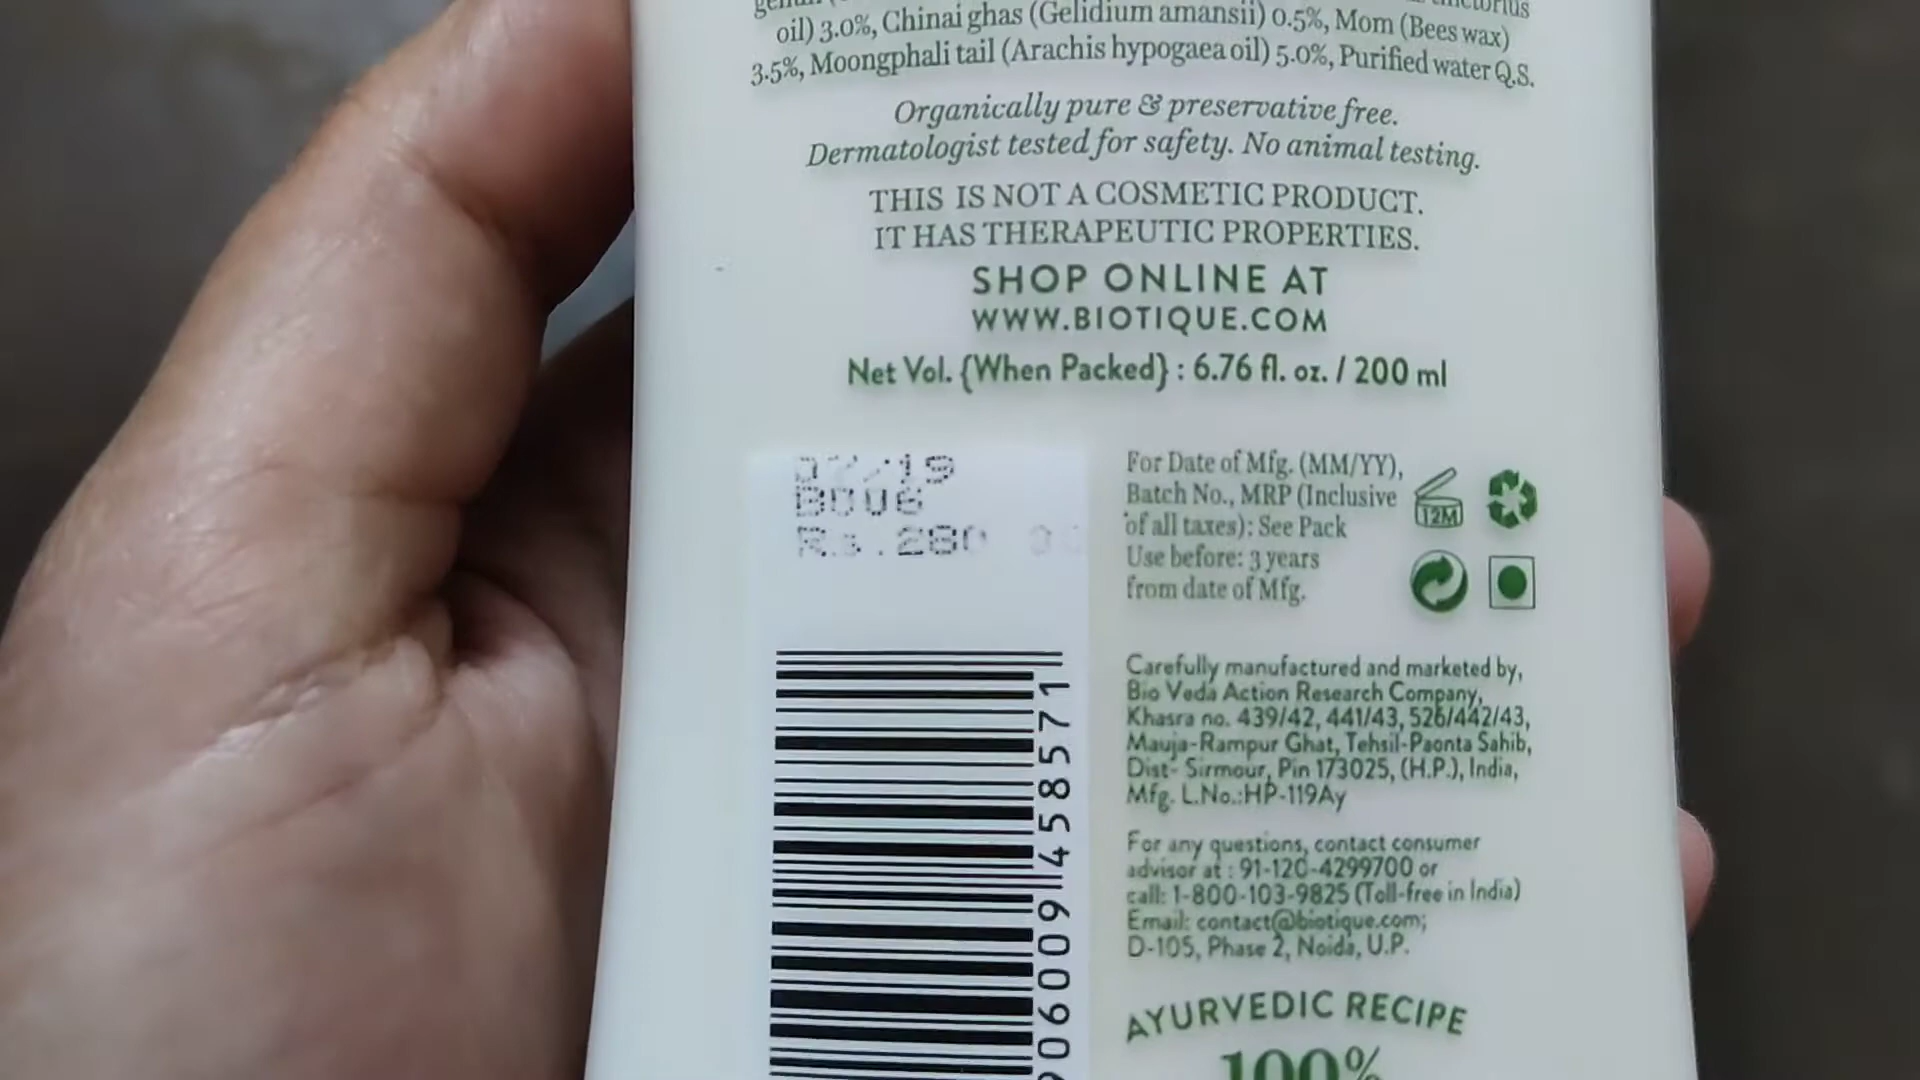 oil) 3.0%, Chinai ghas (Gelidium amansii) 0.5%, Mom (Bees wax)
3.5%, Moongphali tail (Arachis hypogaea oil) 5.0%, Purified water Q.S.
Organically pure & preservative free.
Dermatologist tested for safety. No animal testing.
THIS IS NOT A COSMETIC PRODUCT.
IT HAS THERAPEUTIC PROPERTIES.
SHOP ONLINE AT
WWW.BIOTIQUE.COM
Net Vol. {When Packed} : 6.76 fl. oz. / 200 ml
B006
For Date of Mfg. (MM/YY),
Batch No., MRP (Inclusive
of all taxes): See Pack
Use before: 3 years
from date of Mfg.
12M
Carefully manufactured and marketed by,
Bio Veda Action Research Company,
Khasra no. 439/42, 441/43, 526/442/43,
Mauja-Rampur Ghat, Tehsil-Paonta Sahib,
Dist- Sirmour, Pin 173025, (H.P.), India,
Mfg. L.No.:HP-119Ay
For any questions, contact consumer
advisor at : 91-120-4299700 or
call: 1-800-103-9825 (Toll-free in India)
Email: contact@biotique.com;
D-105, Phase 2, Noida, U.P.
AYURVEDIC RECIPE
100%